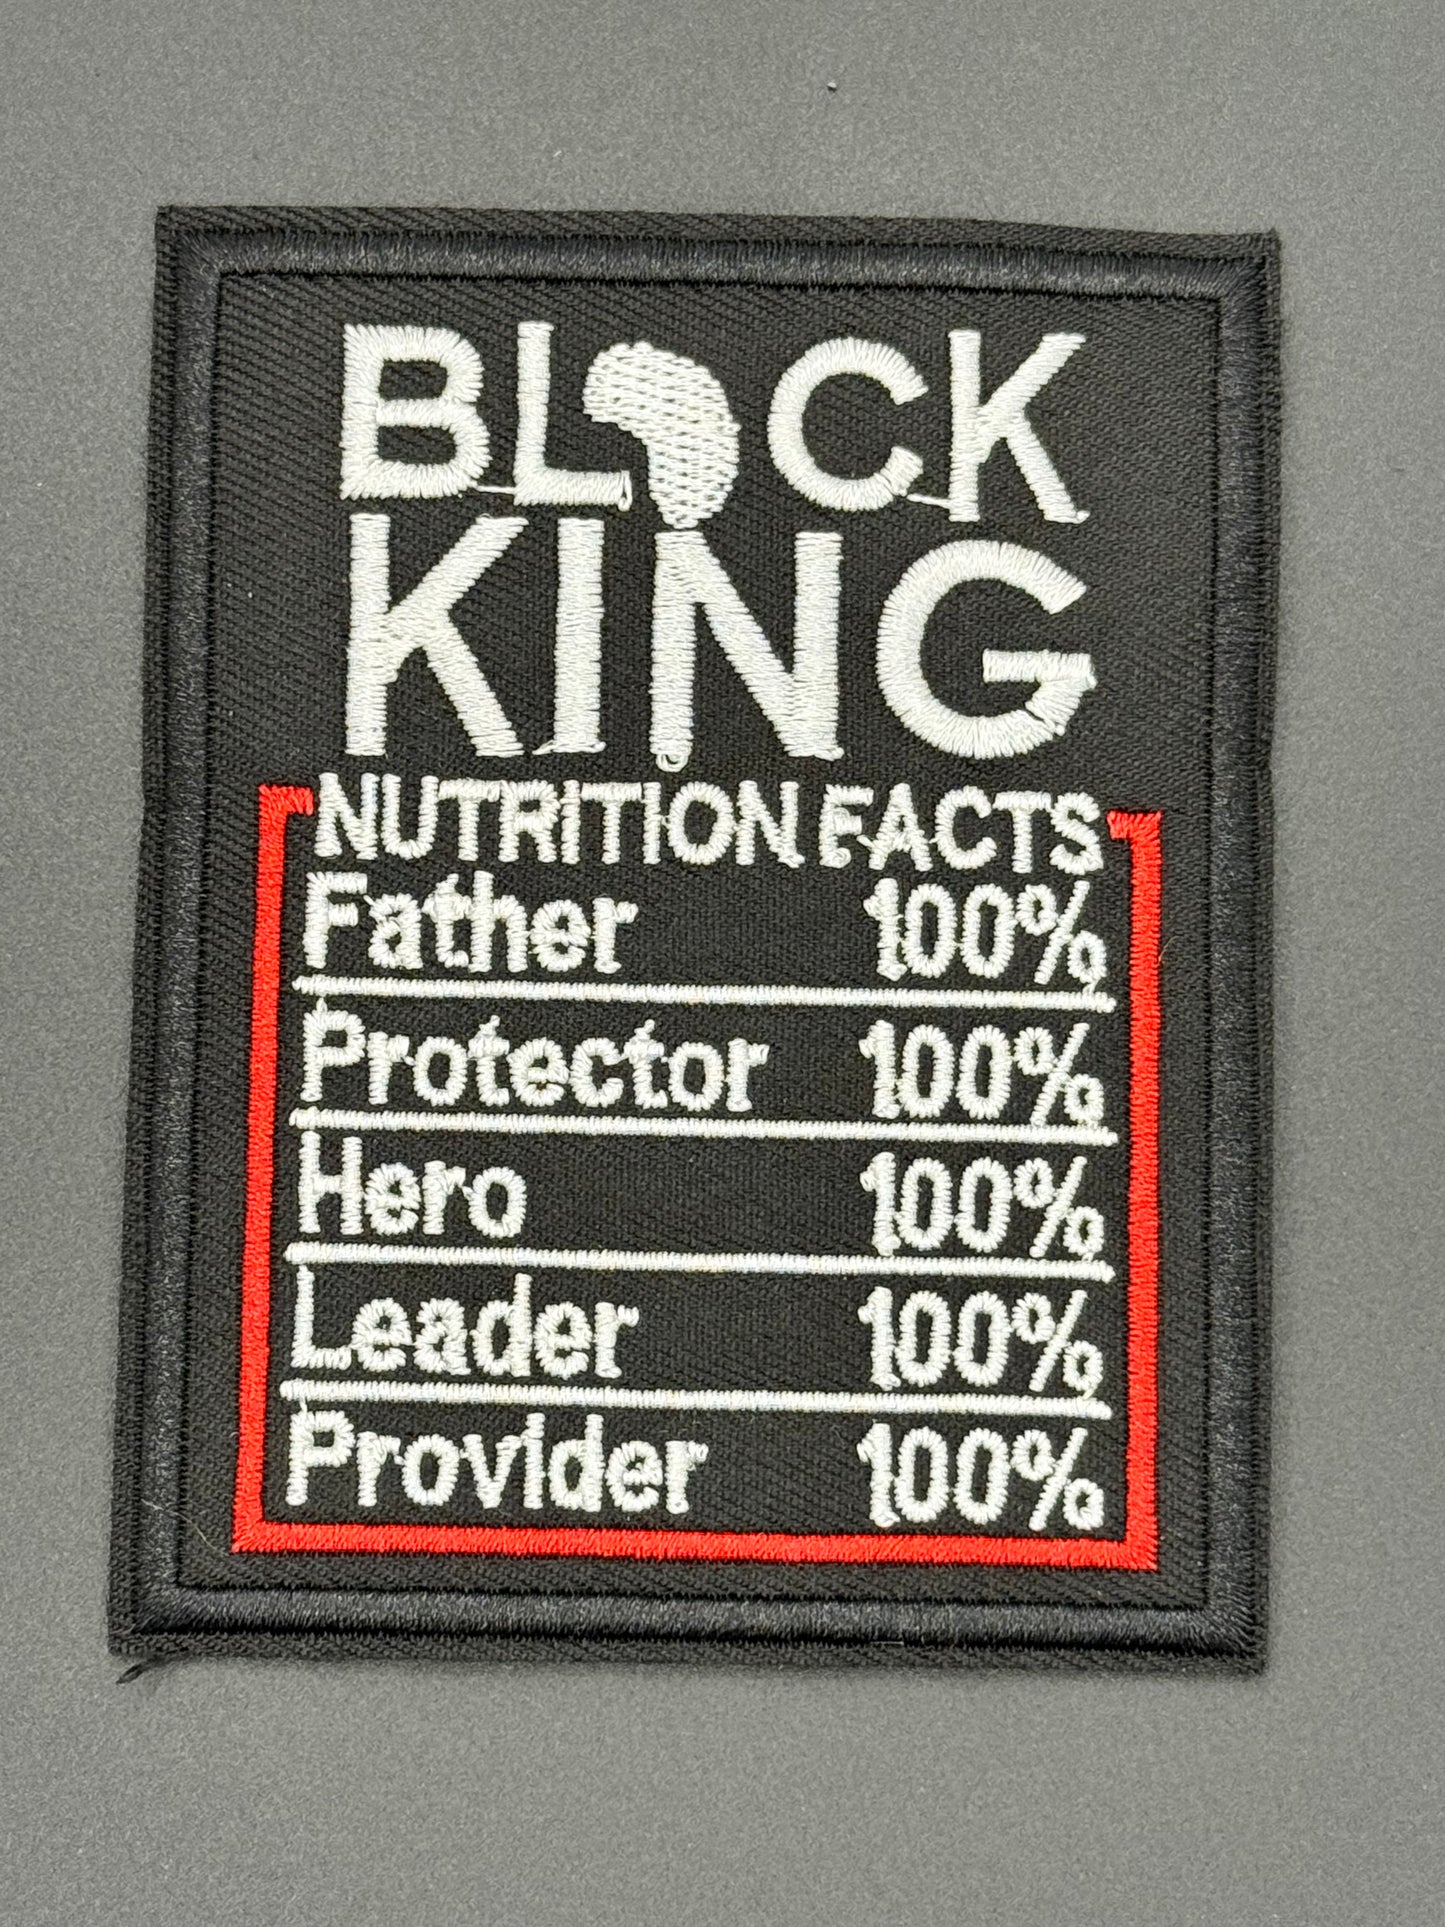 BLACK
KING
NUTRITION FACTS
Father 100%
Protector 100%
Hero 100%
Leader 100%
Provider 100%